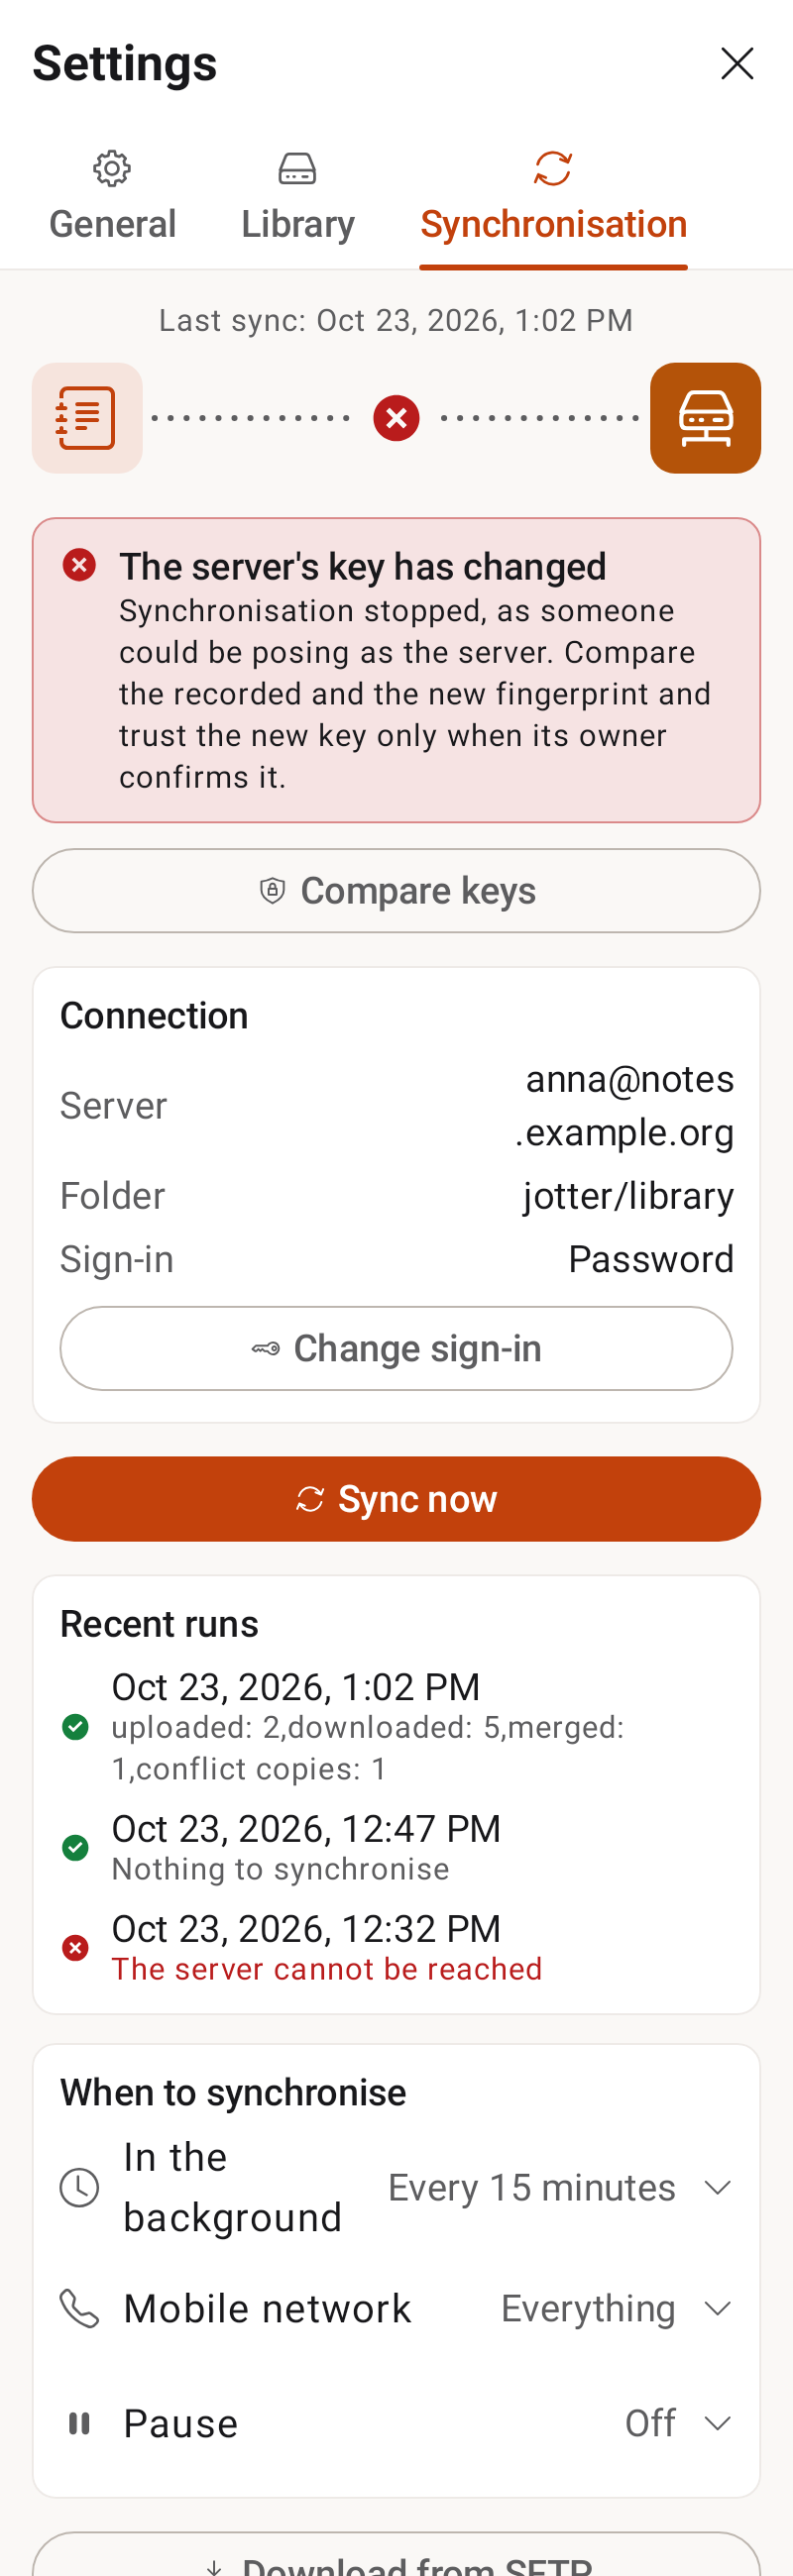 Settings
General
Library
Synchronisation
Last sync: Oct 23, 2026, 1:02 PM
The server's key has changed
Synchronisation stopped, as someone
could be posing as the server. Compare
the recorded and the new fingerprint and
trust the new key only when its owner
confirms it.
Compare keys
Connection
Server
anna@notes
.example.org
Folder
jotter/library
Sign-in
Password
Change sign-in
Sync now
Recent runs
Oct 23, 2026, 1:02 PM
uploaded: 2,downloaded: 5,merged:
1,conflict copies: 1
Oct 23, 2026, 12:47 PM
Nothing to synchronise
Oct 23, 2026, 12:32 PM
The server cannot be reached
When to synchronise
In the
background
Every 15 minutes
Mobile network
Everything
Pause
Off
Download from SFTP